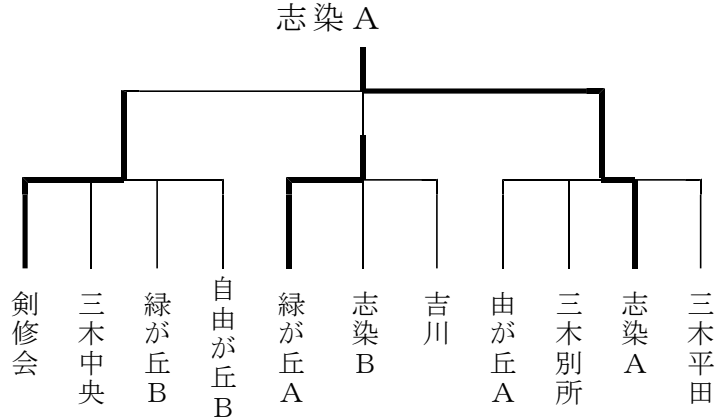 志染A
剣修会
三木中央
緑が丘B
自由が丘B
緑が丘A
志染B
吉川
由が丘A
三木別所
志染A
三木平田